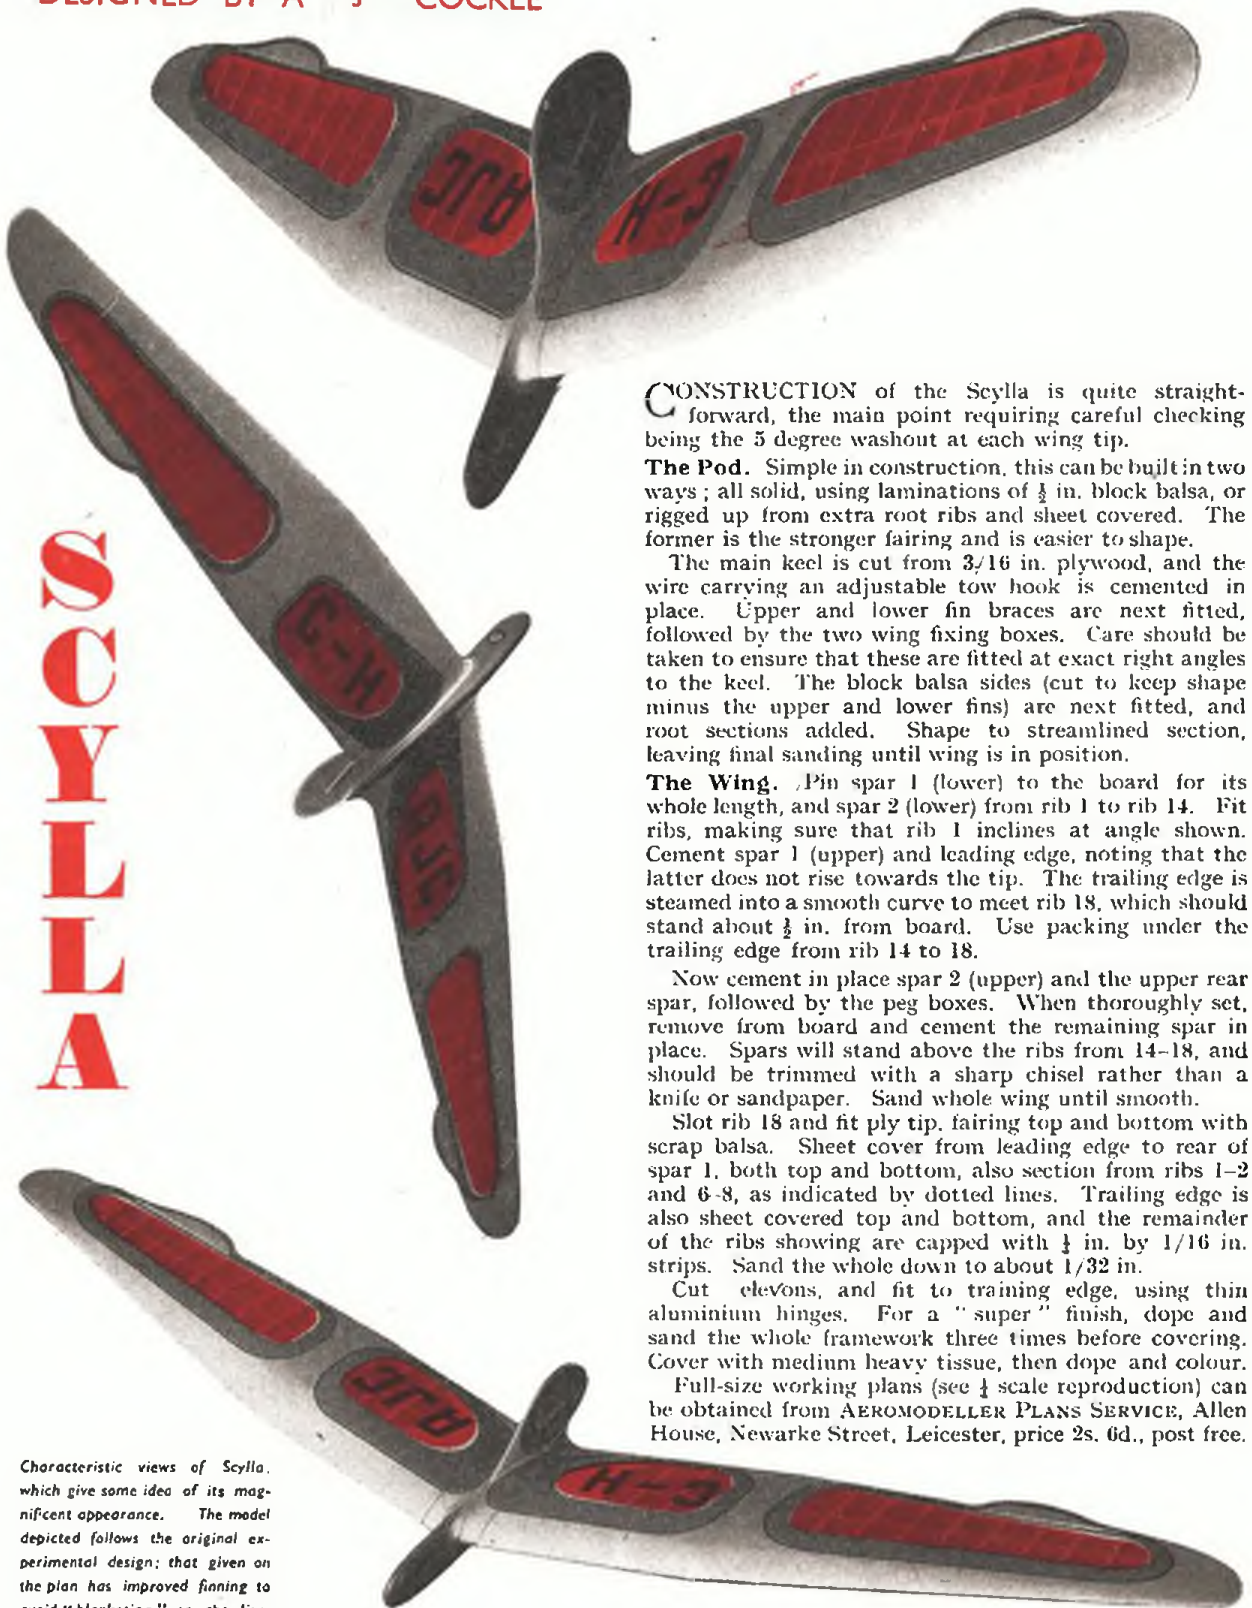 DESIGNED BY A J COCKLE
AJC
G-H
SCYLLA
G-H
AJC
CONSTRUCTION of the Scylla is quite straight-
forward, the main point requiring careful checking
being the 5 degree washout at each wing tip.
The Pod. Simple in construction, this can be built in two
ways ; all solid, using laminations of ½ in. block balsa, or
rigged up from extra root ribs and sheet covered. The
former is the stronger fairing and is easier to shape.
The main keel is cut from 3/16 in. plywood, and the
wire carrying an adjustable tow hook is cemented in
place. Upper and lower fin braces are next fitted,
followed by the two wing fixing boxes. Care should be
taken to ensure that these are fitted at exact right angles
to the keel. The block balsa sides (cut to keep shape
minus the upper and lower fins) are next fitted, and
root sections added. Shape to streamlined section,
leaving final sanding until wing is in position.
The Wing. Pin spar 1 (lower) to the board for its
whole length, and spar 2 (lower) from rib 1 to rib 14. Fit
ribs, making sure that rib 1 inclines at angle shown.
Cement spar 1 (upper) and leading edge, noting that the
latter does not rise towards the tip. The trailing edge is
steamed into a smooth curve to meet rib 18, which should
stand about ½ in. from board. Use packing under the
trailing edge from rib 14 to 18.
Now cement in place spar 2 (upper) and the upper rear
spar, followed by the peg boxes. When thoroughly set,
remove from board and cement the remaining spar in
place. Spars will stand above the ribs from 14-18, and
should be trimmed with a sharp chisel rather than a
knife or sandpaper. Sand whole wing until smooth.
Slot rib 18 and fit ply tip, fairing top and bottom with
scrap balsa. Sheet cover from leading edge to rear of
spar 1, both top and bottom, also section from ribs 1-2
and 6-8, as indicated by dotted lines. Trailing edge is
also sheet covered top and bottom, and the remainder
of the ribs showing are capped with in. by 1/16 in.
strips. Sand the whole down to about 1/32 in.
Cut elevons, and fit to training edge, using thin
aluminium hinges. For a "super" finish, dope and
sand the whole framework three times before covering.
Cover with medium heavy tissue, then dope and colour.
Full-size working plans (see scale reproduction) can
be obtained from AEROMODELLER PLANS SERVICE, Allen
House, Newarke Street, Leicester, price 2s. 6d., post free.
AJC
G-H
Characteristic views of Scylla,
which give some idea of its mag-
nificent appearance. The model
depicted follows the original ex-
perimental design; that given on
the plan has improved finning to